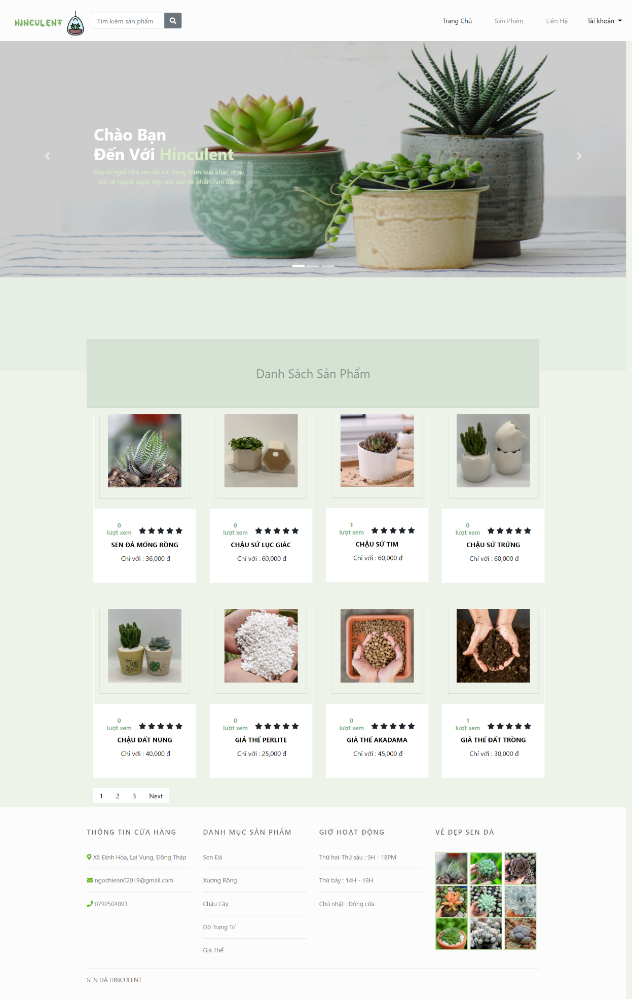 HINCULENT
Tìm kiếm sản phẩm
Trang Chủ
Sản Phẩm
Liên Hệ
Tài khoản
Chào Bạn
Đến Với Hinculent
Đây là ngôi nhà sen đá với hàng trăm loại khác nhau
với vẻ ngoài tuyệt đẹp mà bạn sẽ phải chìm đắm.
Danh Sách Sản Phẩm
0
lượt xem
SEN ĐÁ MỐNG RỒNG
Chỉ với : 36,000 đ
0
lượt xem
CHẬU SỨ LỤC GIÁC
Chỉ với : 60,000 đ
1
lượt xem
CHẬU SỨ TIM
Chỉ với : 60,000 đ
0
lượt xem
CHẬU SỨ TRỨNG
Chỉ với : 60,000 đ
0
lượt xem
CHẬU ĐẤT NUNG
Chỉ với : 40,000 đ
0
lượt xem
GIÁ THỂ PERLITE
Chỉ với : 25,000 đ
0
lượt xem
GIÁ THỂ AKADAMA
Chỉ với : 45,000 đ
1
lượt xem
GIÁ THỂ ĐẤT TRỒNG
Chỉ với : 30,000 đ
1 2 3 Next
THÔNG TIN CỬA HÀNG
Xã Định Hòa, Lai Vung, Đồng Tháp
ngochienn02019@gmail.com
0792504893
DANH MỤC SẢN PHẨM
Sen Đá
Xương Rồng
Chậu Cây
Đồ Trang Trí
Giá Thể
GIỜ HOẠT ĐỘNG
Thứ hai-Thứ sáu : 9H - 18PM
Thứ bảy : 14H - 18H
Chủ nhật : Đóng cửa
VẺ ĐẸP SEN ĐÁ
SEN ĐÁ HINCULENT